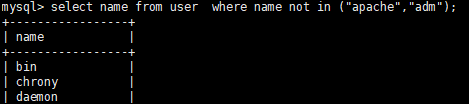 mysql> select name from user  where name not in ("apache","adm");
+-----------------+
| name            |
+-----------------+
| bin             |
| chrony          |
| daemon          |